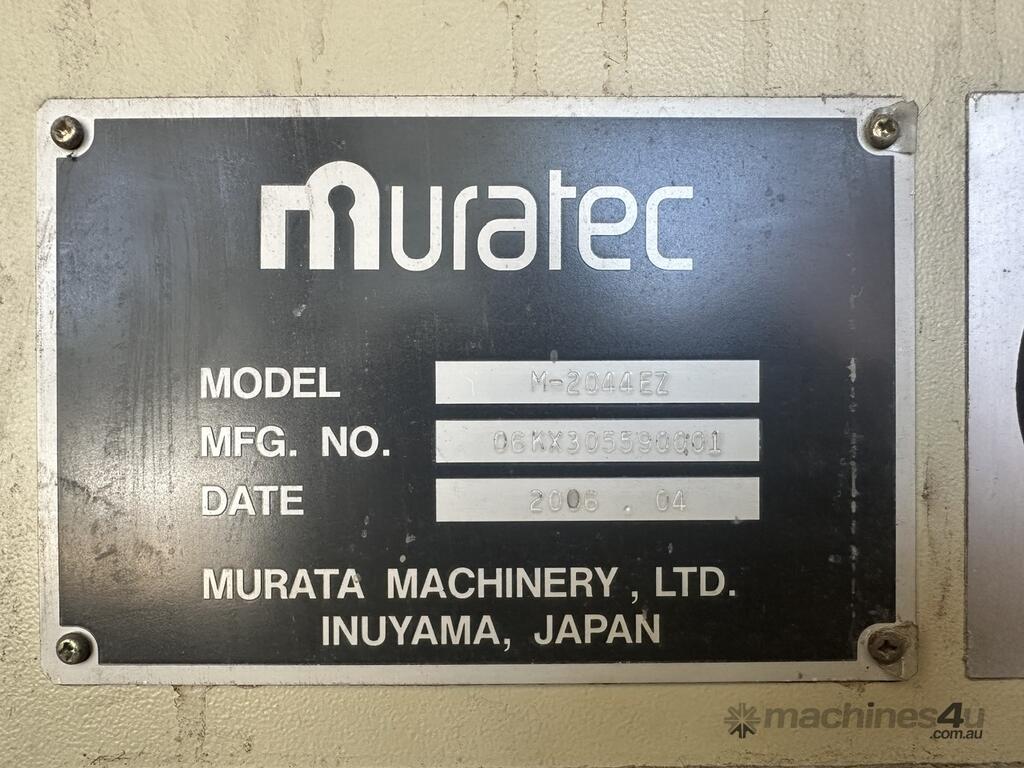 muratec
MODEL M-2044EZ
MFG. NO. 06KX305590001
DATE 2006 . 04
MURATA MACHINERY , LTD.
INUYAMA, JAPAN
machines4u
.com.au